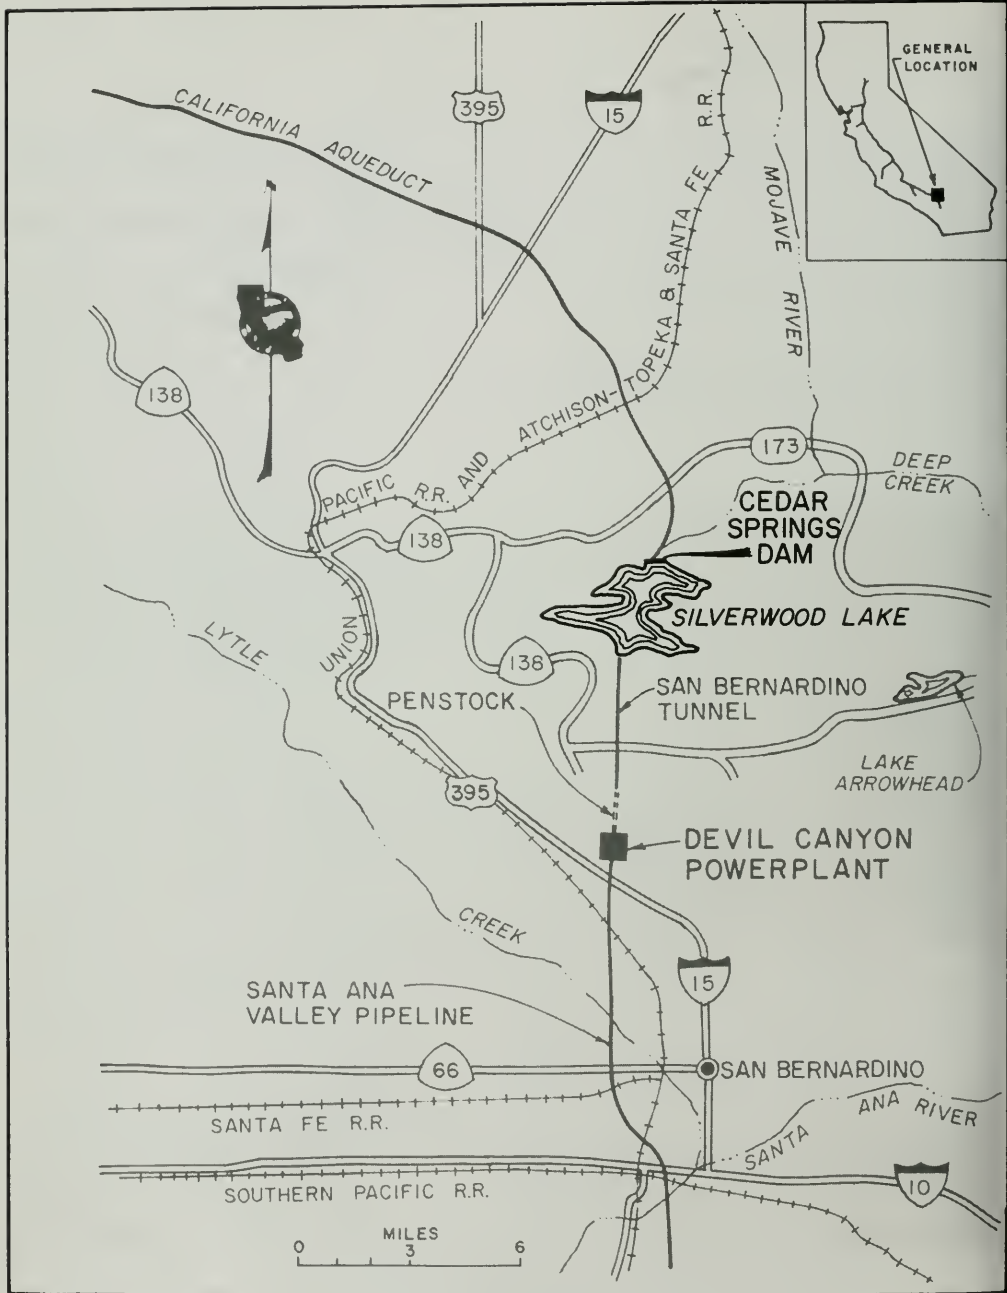 GENERAL
LOCATION
395
15
CALIFORNIA AQUEDUCT
MOJAVE RIVER
138
UNION PACIFIC R.R. AND ATCHISON-TOPEKA & SANTA FE R.R.
173
DEEP
CREEK
138
CEDAR
SPRINGS
DAM
SILVERWOOD LAKE
LYTLE CREEK
138
PENSTOCK
SAN BERNARDINO
TUNNEL
LAKE
ARROWHEAD
395
DEVIL CANYON
POWERPLANT
15
SANTA ANA
VALLEY PIPELINE
66
SAN BERNARDINO
SANTA ANA RIVER
SANTA FE R.R.
SOUTHERN PACIFIC R.R.
10
MILES
0 3 6